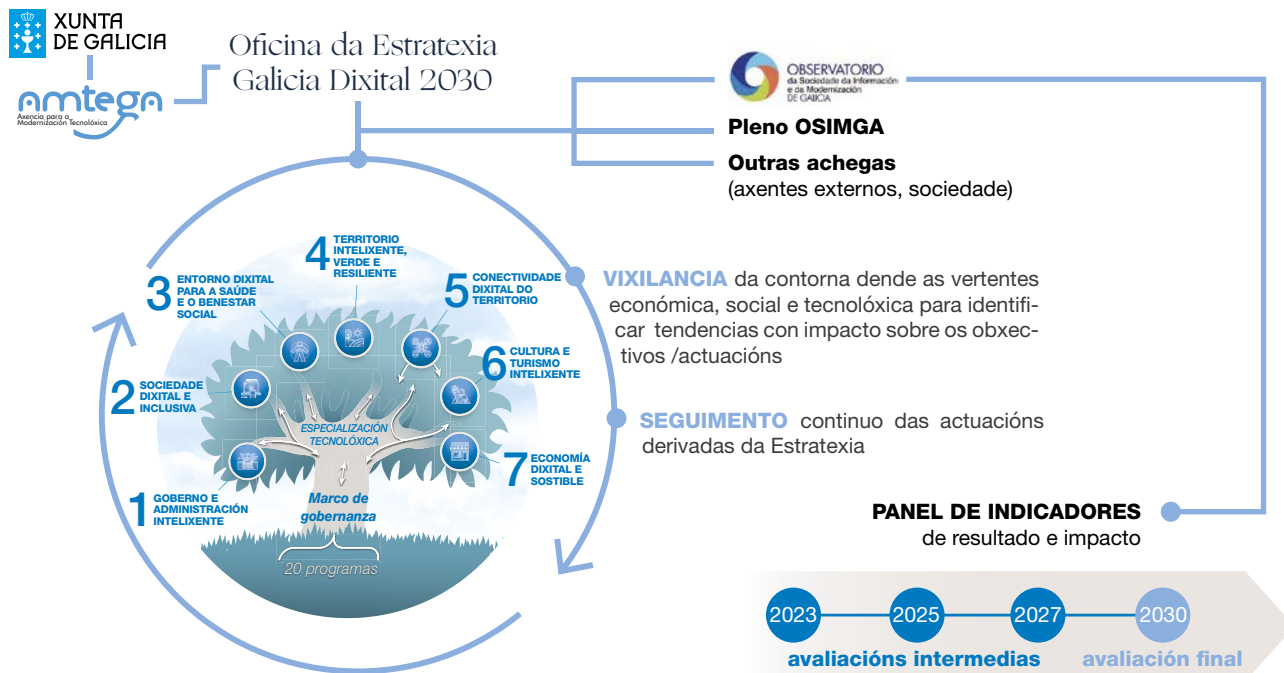 XUNTA
DE GALICIA
amtega
Axencia para a
Modernización Tecnolóxica
Oficina da Estratexia
Galicia Dixital 2030
OBSERVATORIO
da Sociedade da Información
e da Modernización
DE GALICIA
Pleno OSIMGA
Outras achegas
(axentes externos, sociedade)
4 TERRITORIO
INTELIXENTE,
VERDE E
RESILIENTE
3 ENTORNO DIXITAL
PARA A SAÚDE
E O BENESTAR
SOCIAL
5 CONECTIVIDADE
DIXITAL DO
TERRITORIO
6 CULTURA E
TURISMO
INTELIXENTE
2 SOCIEDADE
DIXITAL E
INCLUSIVA
ESPECIALIZACIÓN
TECNOLÓXICA
7 ECONOMÍA
DIXITAL E
SOSTIBLE
1 GOBERNO E
ADMINISTRACIÓN
INTELIXENTE
Marco de
gobernanza
20 programas
VIXILANCIA da contorna dende as vertentes
económica, social e tecnolóxica para identifi-
car tendencias con impacto sobre os obxec-
tivos /actuacións
SEGUIMENTO continuo das actuacións
derivadas da Estratexia
PANEL DE INDICADORES
de resultado e impacto
2023 2025 2027 2030
avaliacións intermedias avaliación final